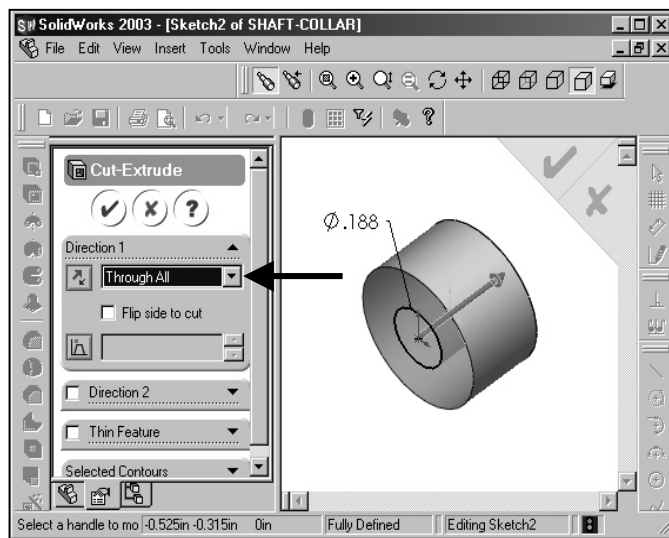 SolidWorks 2003 - [Sketch2 of SHAFT-COLLAR]
File Edit View Insert Tools Window Help
Cut-Extrude
Direction 1
Through All
Flip side to cut
Direction 2
Thin Feature
Selected Contours
Ø.188
Select a handle to mo -0.525in -0.315in 0in Fully Defined Editing Sketch2